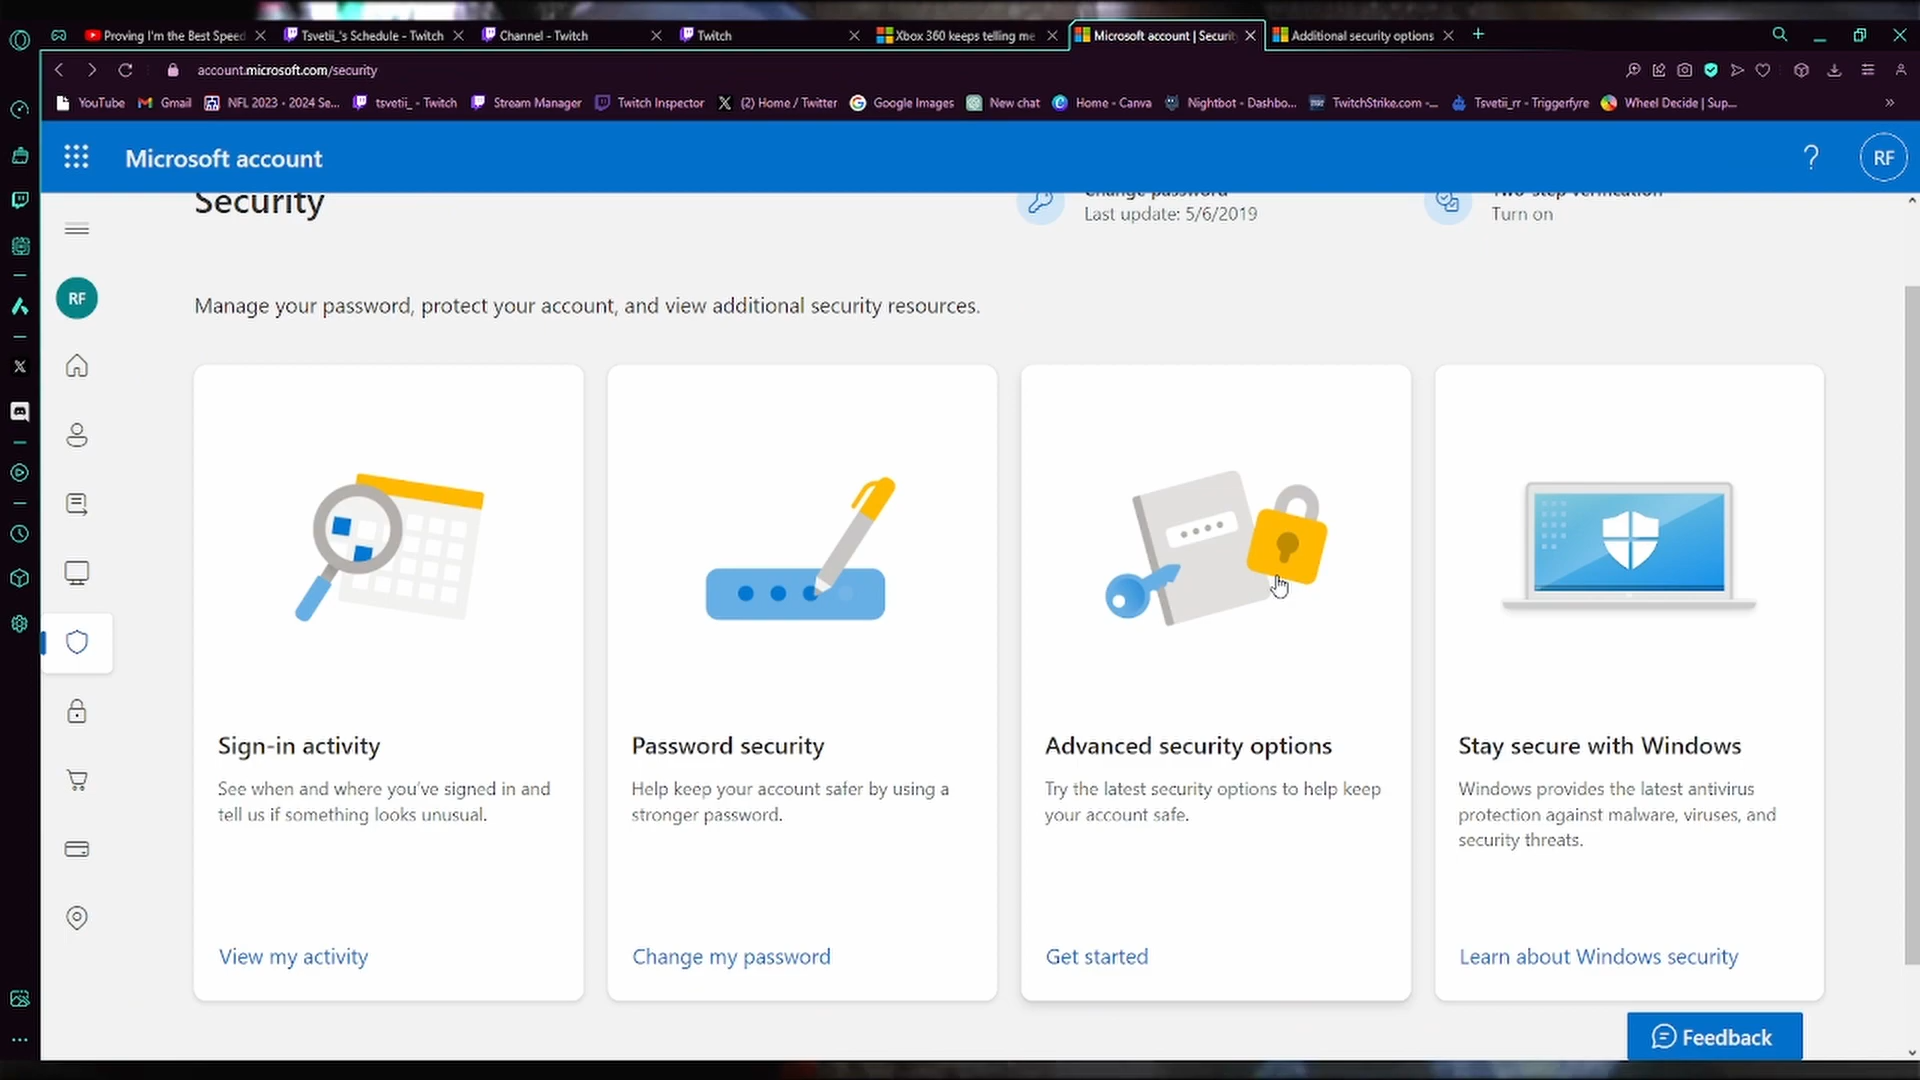 Proving I'm the Best Speed
Tsvetii_'s Schedule - Twitch
Channel - Twitch
Twitch
Xbox 360 keeps telling me
Microsoft account | Securit
Additional security options
account.microsoft.com/security
YouTube
Gmail
NFL 2023 - 2024 Se...
tsvetii_ - Twitch
Stream Manager
Twitch Inspector
(2) Home / Twitter
Google Images
New chat
Home - Canva
Nightbot - Dashbo...
TwitchStrike.com -...
Tsvetii_rr - Triggerfyre
Wheel Decide | Sup...
Microsoft account
?
RF
Security
Change password
Last update: 5/6/2019
Two-step verification
Turn on
RF
Manage your password, protect your account, and view additional security resources.
Sign-in activity
See when and where you've signed in and
tell us if something looks unusual.
View my activity
Password security
Help keep your account safer by using a
stronger password.
Change my password
Advanced security options
Try the latest security options to help keep
your account safe.
Get started
Stay secure with Windows
Windows provides the latest antivirus
protection against malware, viruses, and
security threats.
Learn about Windows security
Feedback